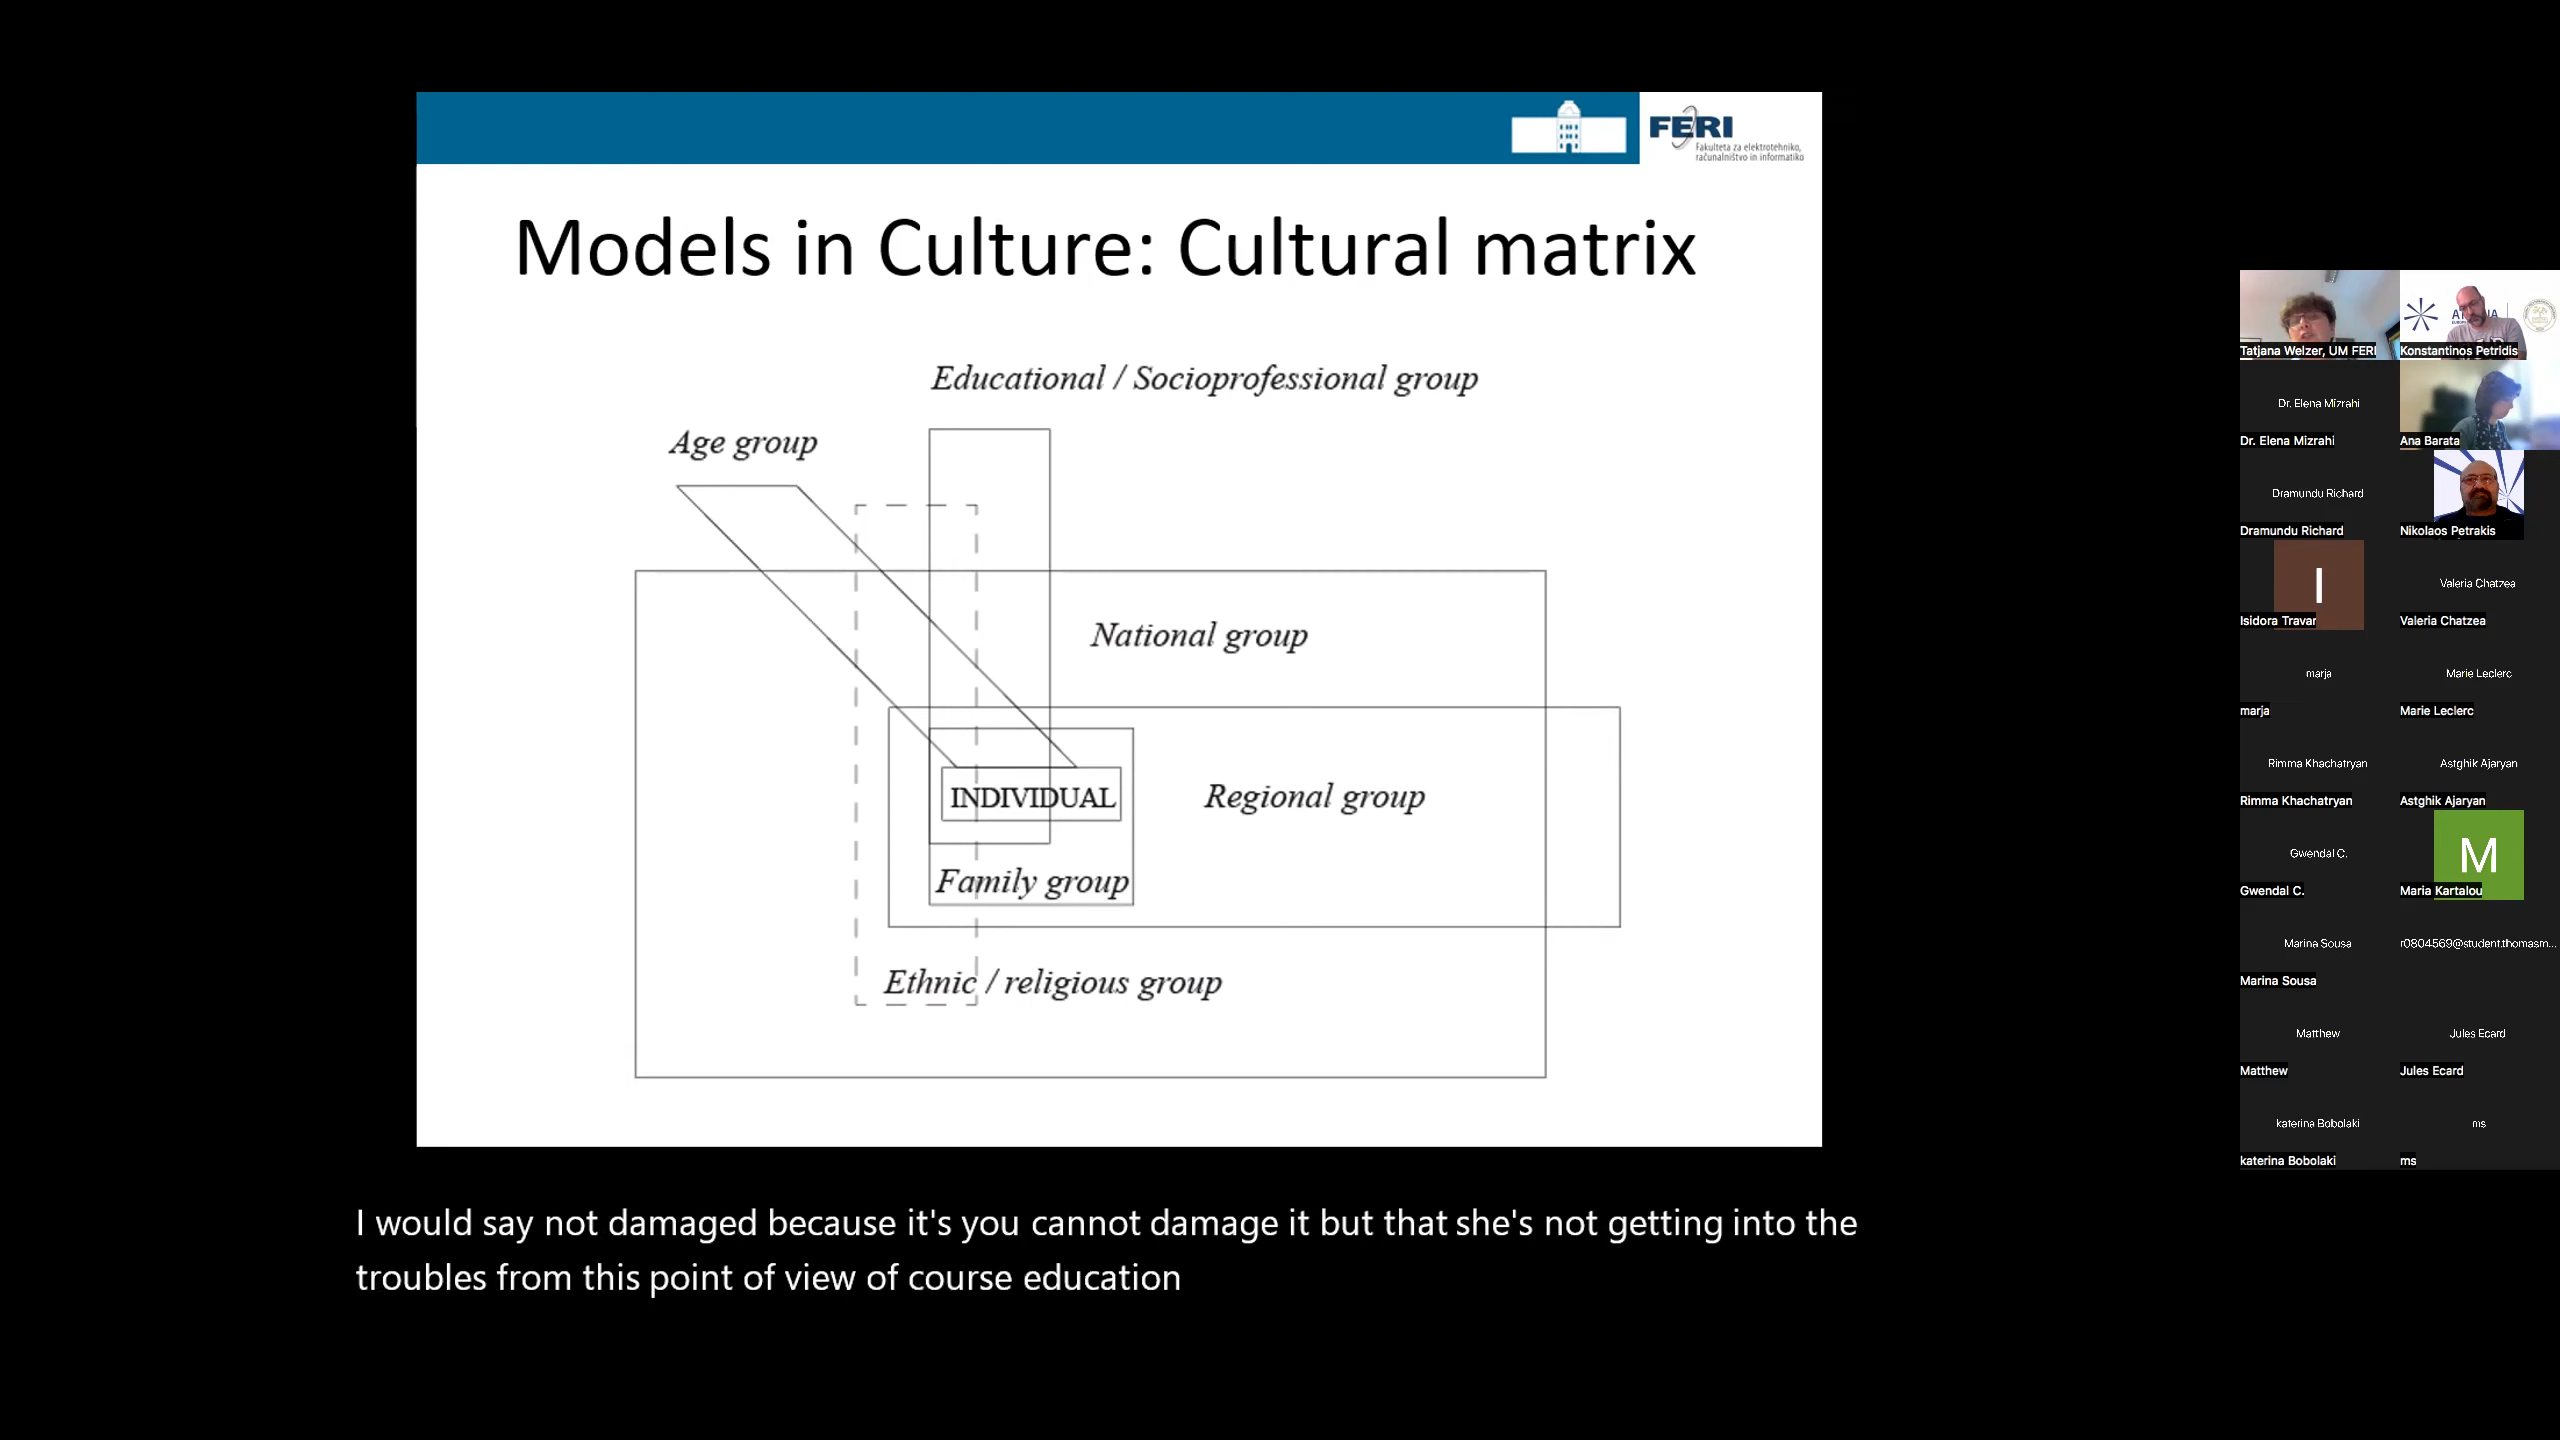 FERI
Fakulteta za elektrotehniko,
računalništvo in informatiko
Models in Culture: Cultural matrix
Educational / Socioprofessional group
Age group
National group
INDIVIDUAL
Regional group
Family group
Ethnic / religious group
I would say not damaged because it's you cannot damage it but that she's not getting into the
troubles from this point of view of course education
Tatjana Welzer, UM FERI
Konstantinos Petridis
Dr. Elena Mizrahi
Dr. Elena Mizrahi
Ana Barata
Dramundu Richard
Dramundu Richard
Nikolaos Petrakis
I
Isidora Travar
Valeria Chatzea
Valeria Chatzea
marja
marja
Marie Leclerc
Marie Leclerc
Rimma Khachatryan
Rimma Khachatryan
Astghik Ajaryan
Astghik Ajaryan
Gwendal C.
Gwendal C.
M
Maria Kartalou
Marina Sousa
Marina Sousa
r0804569@student.thomasm...
Matthew
Matthew
Jules Ecard
Jules Ecard
katerina Bobolaki
katerina Bobolaki
ms
ms